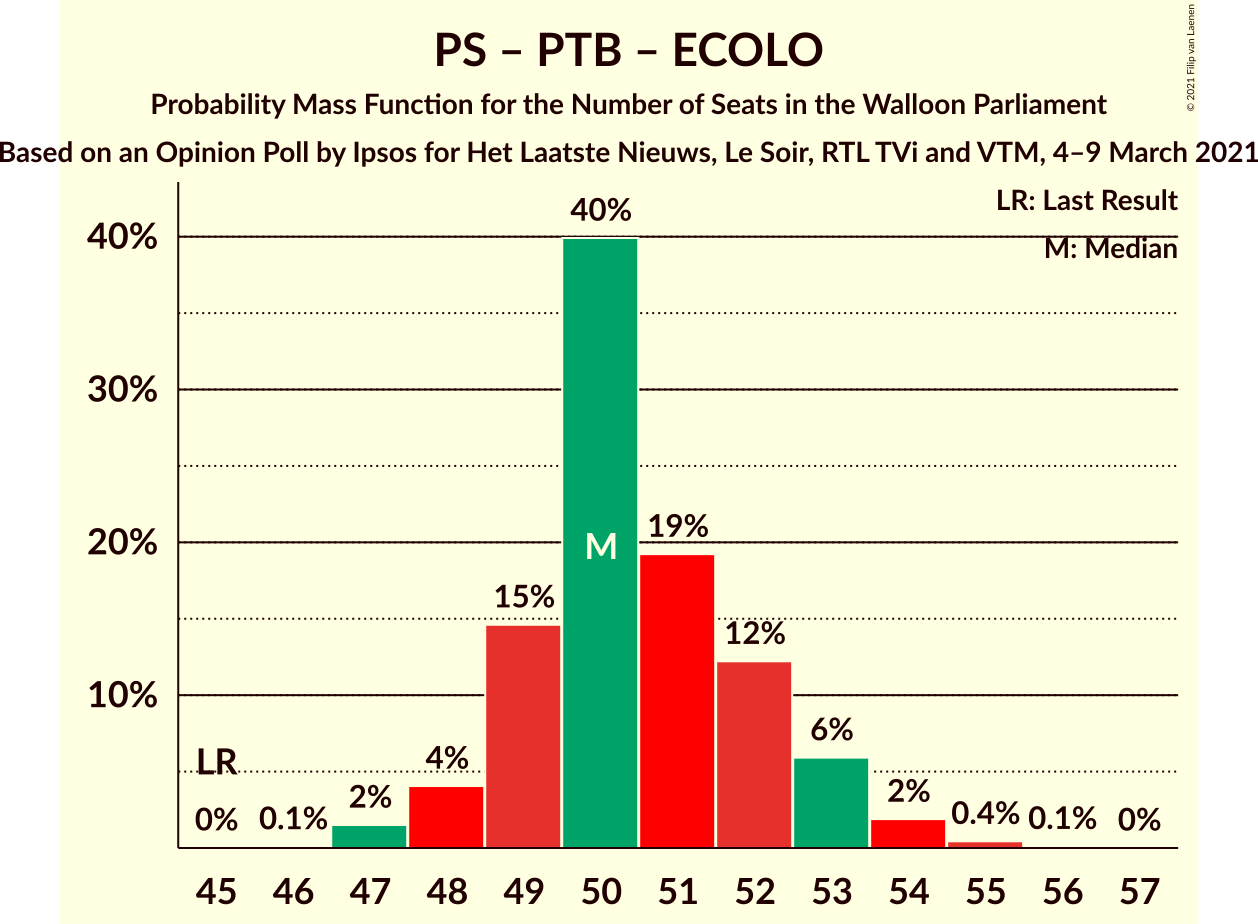 PS – PTB – ECOLO
Probability Mass Function for the Number of Seats in the Walloon Parliament
Based on an Opinion Poll by Ipsos for Het Laatste Nieuws, Le Soir, RTL TVi and VTM, 4–9 March 2021
© 2021 Filip van Laenen
LR: Last Result
M: Median
40%
30%
20%
10%
LR
0%
0.1%
2%
4%
15%
40%
M
19%
12%
6%
2%
0.4%
0.1%
0%
45 46 47 48 49 50 51 52 53 54 55 56 57